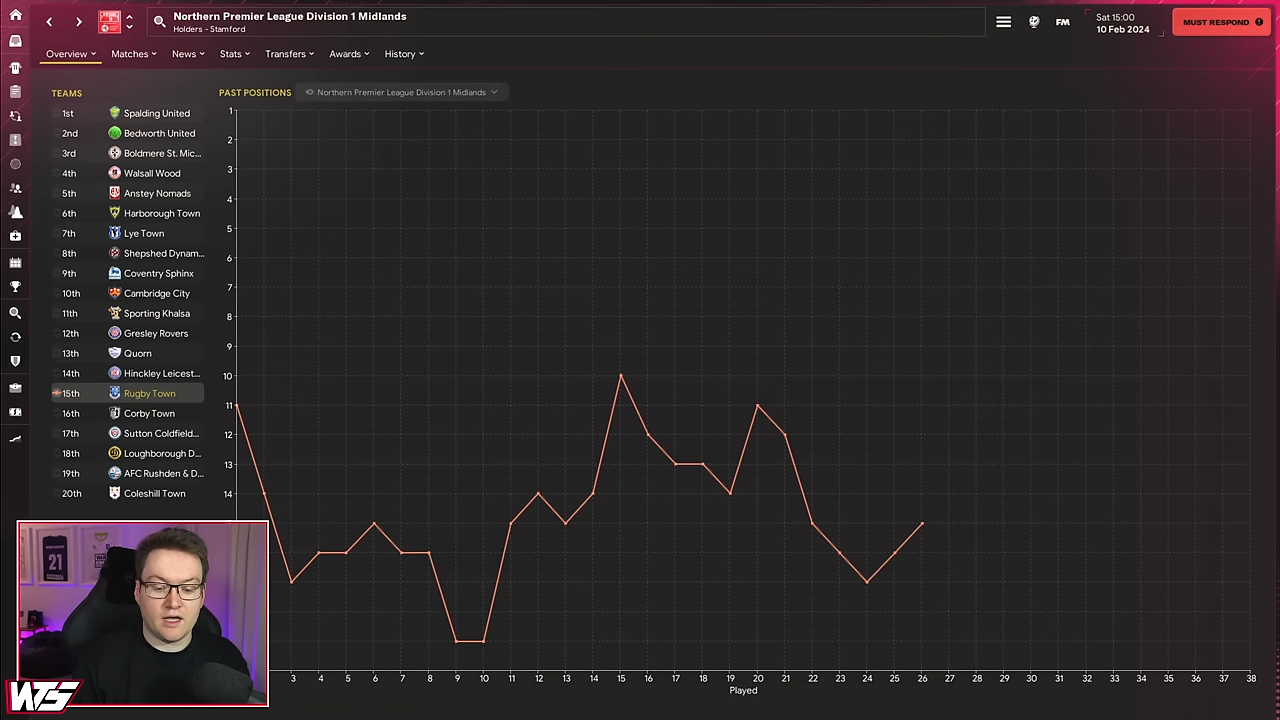 Northern Premier League Division 1 Midlands
Holders - Stamford
FM
Sat 15:00
10 Feb 2024
MUST RESPOND
Overview
Matches
News
Stats
Transfers
Awards
History
TEAMS
1st Spalding United
2nd Bedworth United
3rd Boldmere St. Mic...
4th Walsall Wood
5th Anstey Nomads
6th Harborough Town
7th Lye Town
8th Shepshed Dynam...
9th Coventry Sphinx
10th Cambridge City
11th Sporting Khalsa
12th Gresley Rovers
13th Quorn
14th Hinckley Leicest...
15th Rugby Town
16th Corby Town
17th Sutton Coldfield...
18th Loughborough D...
19th AFC Rushden & D...
20th Coleshill Town
PAST POSITIONS
Northern Premier League Division 1 Midlands
1
2
3
4
5
6
7
8
9
10
11
12
13
14
3 4 5 6 7 8 9 10 11 12 13 14 15 16 17 18 19 20 21 22 23 24 25 26 27 28 29 30 31 32 33 34 35 36 37 38
Played
21
WTS